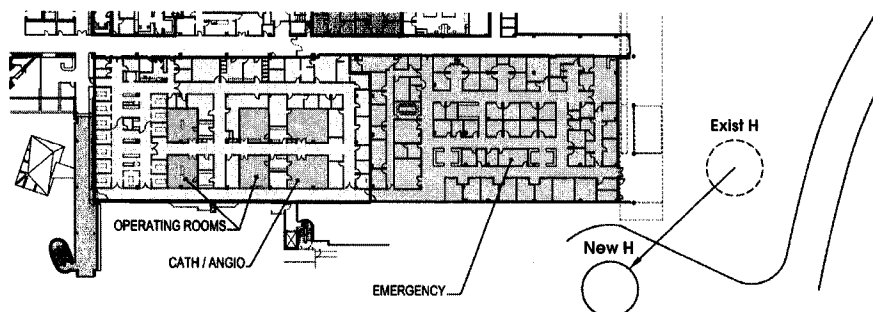 Exist H
OPERATING ROOMS
New H
CATH / ANGIO
EMERGENCY